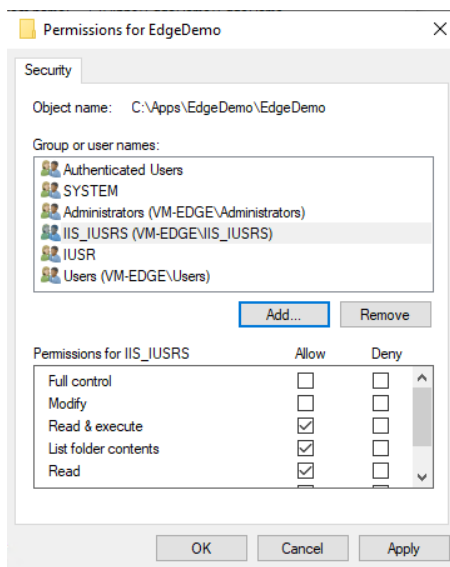 Permissions for EdgeDemo
Security
Object name: C:\Apps\EdgeDemo\EdgeDemo
Group or user names:
Authenticated Users
SYSTEM
Administrators (VM-EDGE\Administrators)
IIS_IUSRS (VM-EDGE\IIS_IUSRS)
IUSR
Users (VM-EDGE\Users)
Add... Remove
Permissions for IIS_IUSRS Allow Deny
Full control
Modify
Read & execute
List folder contents
Read
OK Cancel Apply